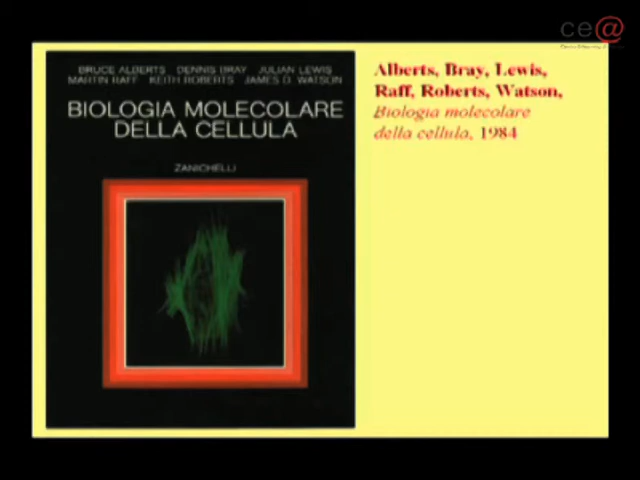 ce@
BRUCE ALBERTS DENNIS BRAY JULIAN LEWIS
MARTIN RAFF KEITH ROBERTS JAMES D. WATSON
BIOLOGIA MOLECOLARE
DELLA CELLULA
ZANICHELLI
Alberts, Bray, Lewis,
Raff, Roberts, Watson,
Biologia molecolare
della cellula, 1984